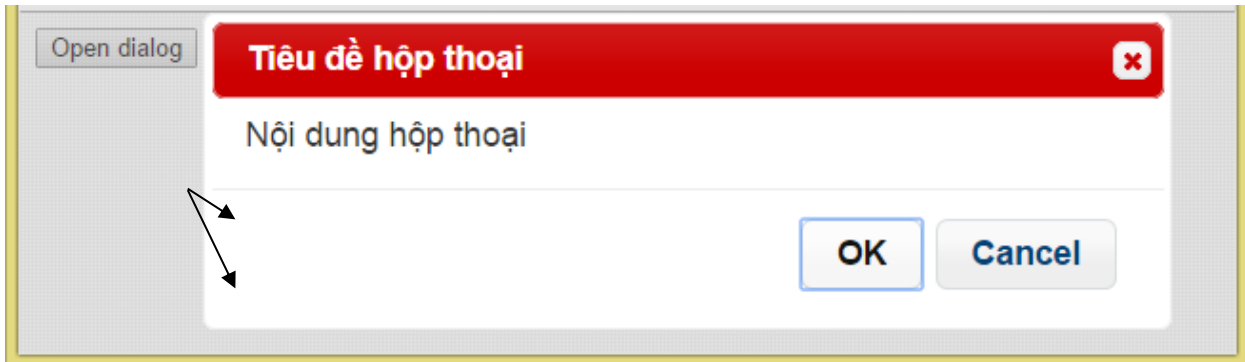 Open dialog
Tiêu đề hộp thoại
Nội dung hộp thoại
OK
Cancel